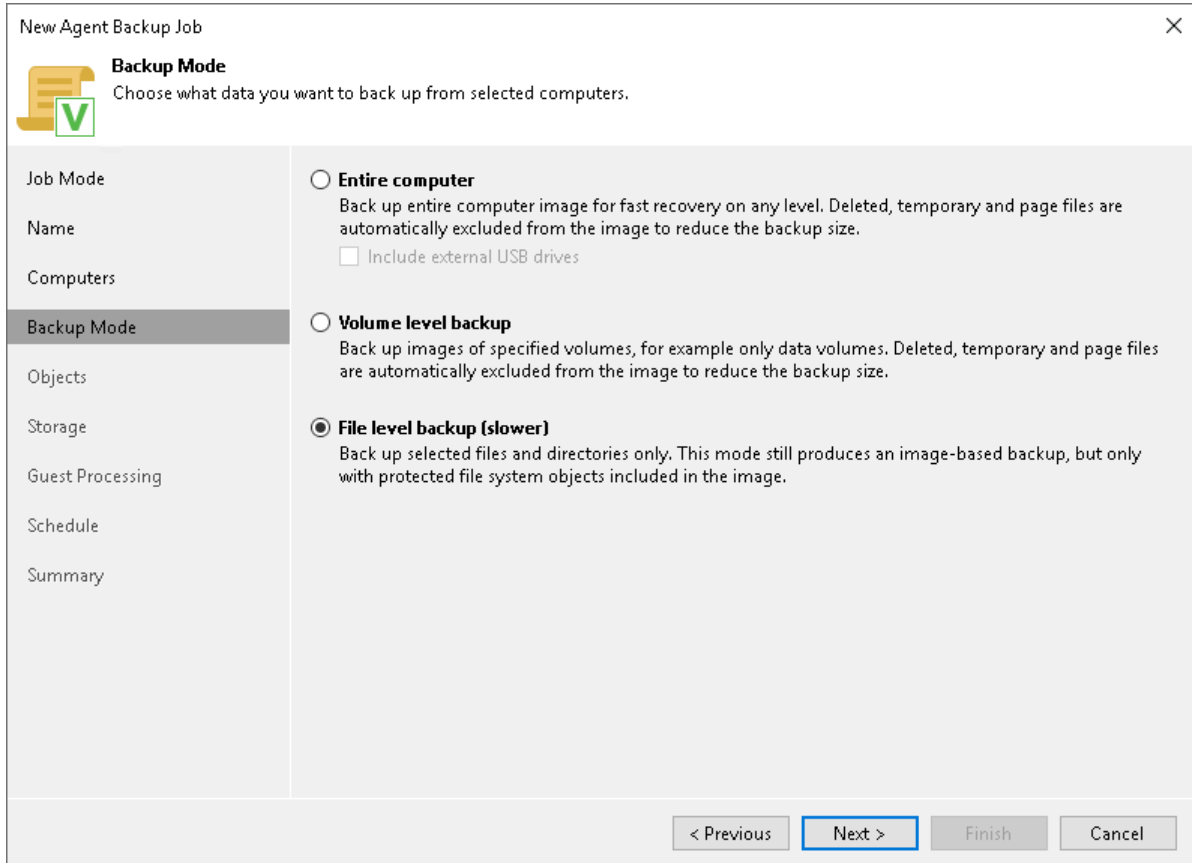 New Agent Backup Job
Backup Mode
Choose what data you want to back up from selected computers.
V
Job Mode
Name
Computers
Backup Mode
Objects
Storage
Guest Processing
Schedule
Summary
Entire computer
Back up entire computer image for fast recovery on any level. Deleted, temporary and page files are
automatically excluded from the image to reduce the backup size.
Include external USB drives
Volume level backup
Back up images of specified volumes, for example only data volumes. Deleted, temporary and page files
are automatically excluded from the image to reduce the backup size.
File level backup (slower)
Back up selected files and directories only. This mode still produces an image-based backup, but only
with protected file system objects included in the image.
< Previous
Next >
Finish
Cancel